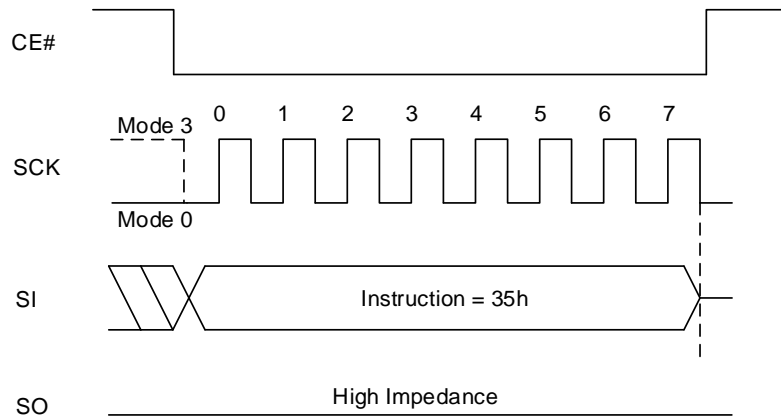 CE#
0 1 2 3 4 5 6 7
Mode 3
SCK
Mode 0
SI
Instruction = 35h
High Impedance
SO